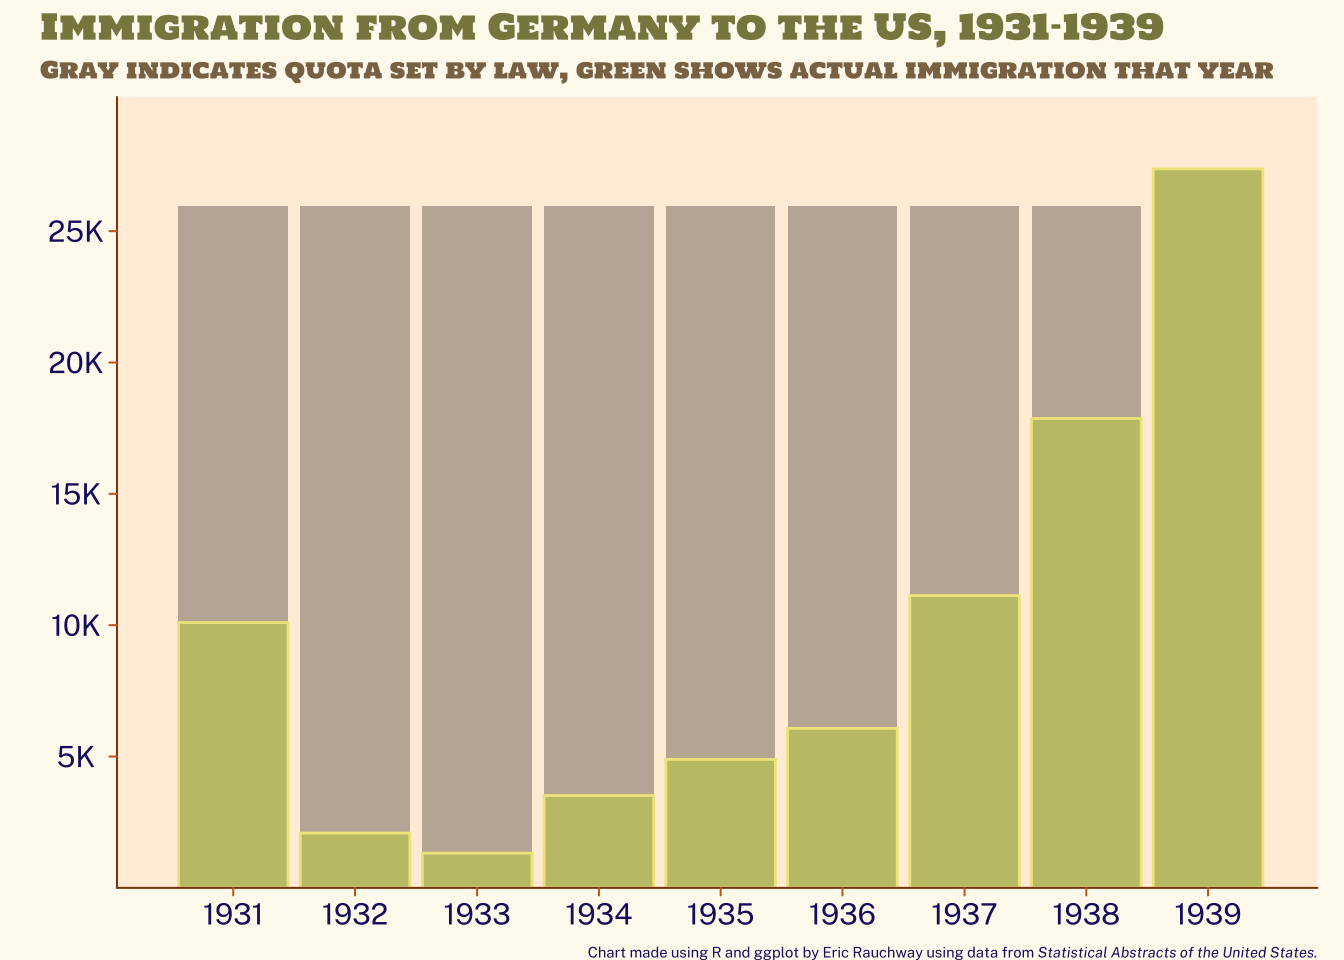 Immigration from Germany to the US, 1931-1939
Gray indicates quota set by law, green shows actual immigration that year
25K
20K
15K
10K
5K
1931 1932 1933 1934 1935 1936 1937 1938 1939
Chart made using R and ggplot by Eric Rauchway using data from Statistical Abstracts of the United States.